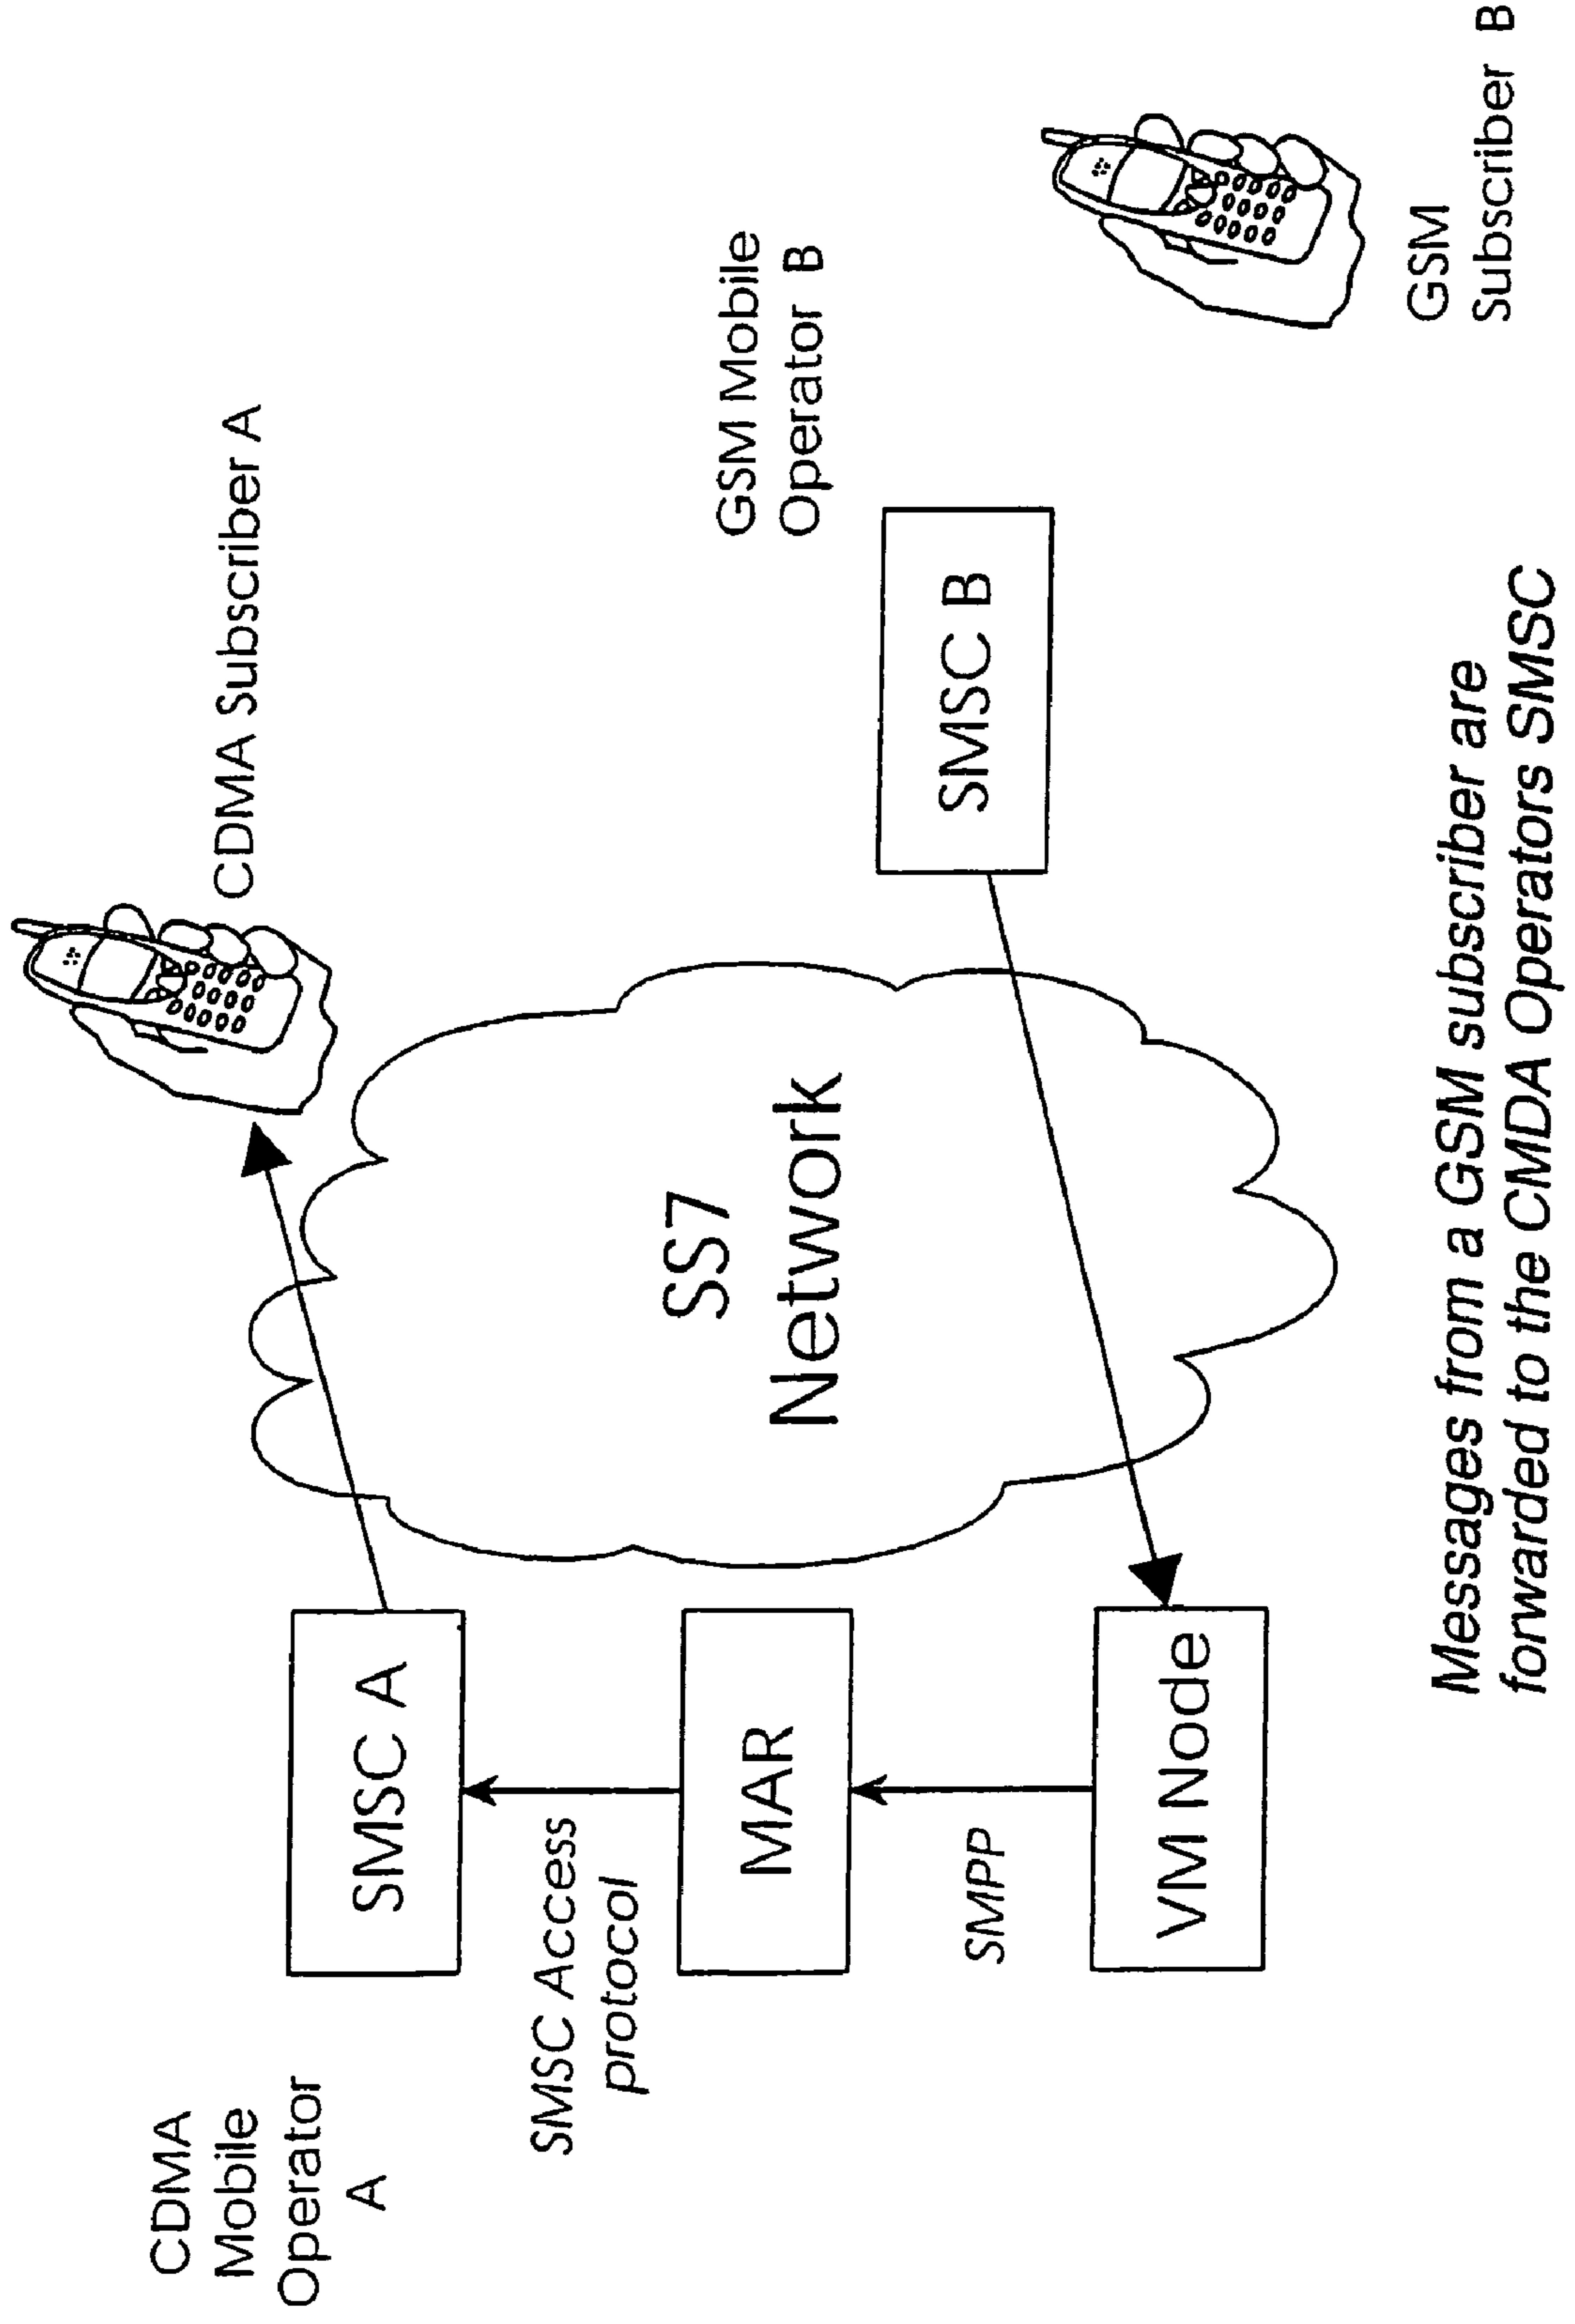 CDMA
Mobile
Operator
A
CDMA Subscriber A
SMSC A
SMSC Access
protocol
MAR
SMPP
VM Node
SS7
Network
GSM Mobile
Operator B
SMSC B
GSM
Subscriber B
Messages from a GSM subscriber are
forwarded to the CMDA Operators SMSC